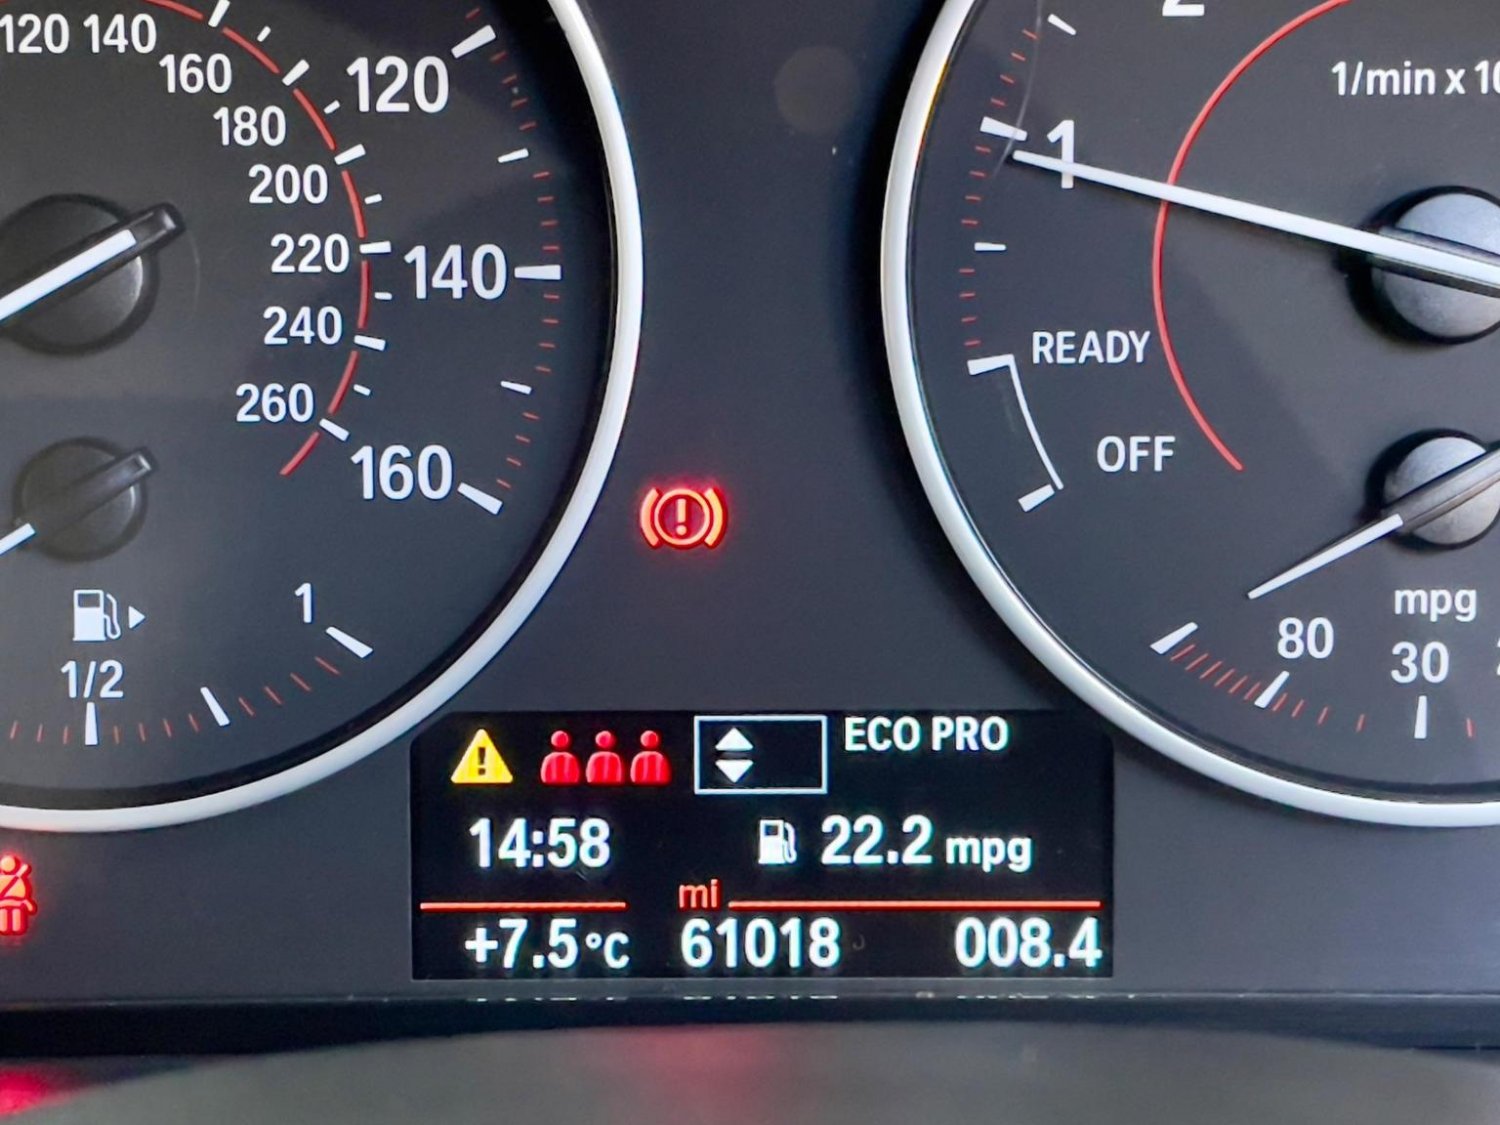 120 140
160
180
200
220
240
260
120
140
160
1/2
1
2
1/min x 10
1
READY
OFF
mpg
80
30
ECO PRO
14:58
22.2 mpg
mi
+7.5°C 61018 008.4